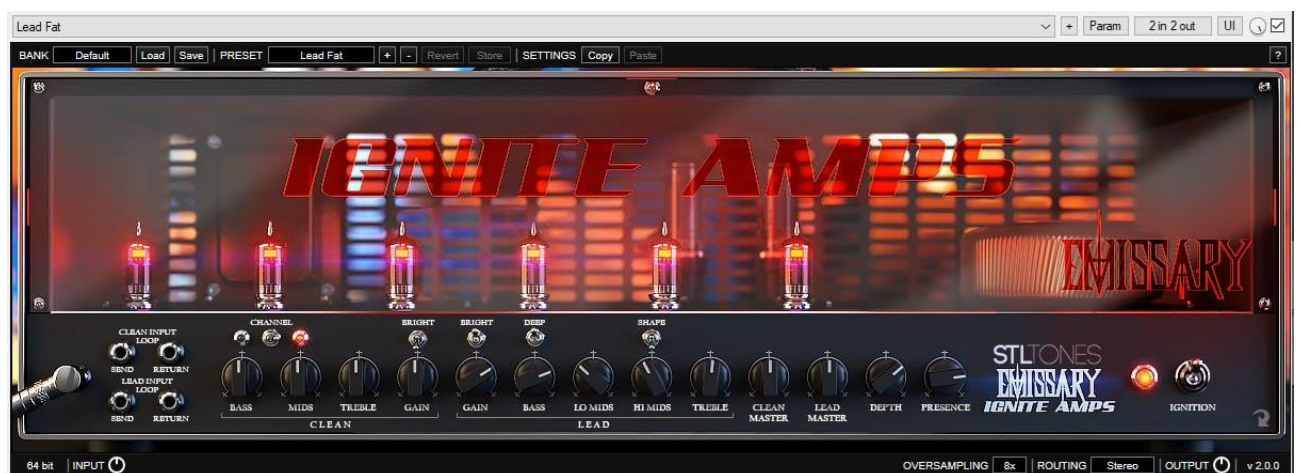 Lead Fat + Param 2 in 2 out UI
BANK Default Load Save PRESET Lead Fat + - Revert Store SETTINGS Copy Paste ?
IGNITE AMPS
EMISSARY
CLEAN INPUT
LOOP
SEND RETURN
LEAD INPUT
LOOP
SEND RETURN
CHANNEL BRIGHT BRIGHT DEEP SHAPE
BASS MIDS TREBLE GAIN GAIN BASS LO MIDS HI MIDS TREBLE CLEAN MASTER LEAD MASTER DEPTH PRESENCE
CLEAN LEAD
STL TONES
EMISSARY
IGNITE AMPS
IGNITION
64 bit INPUT OVERSAMPLING 8x ROUTING Stereo OUTPUT v 2.0.0